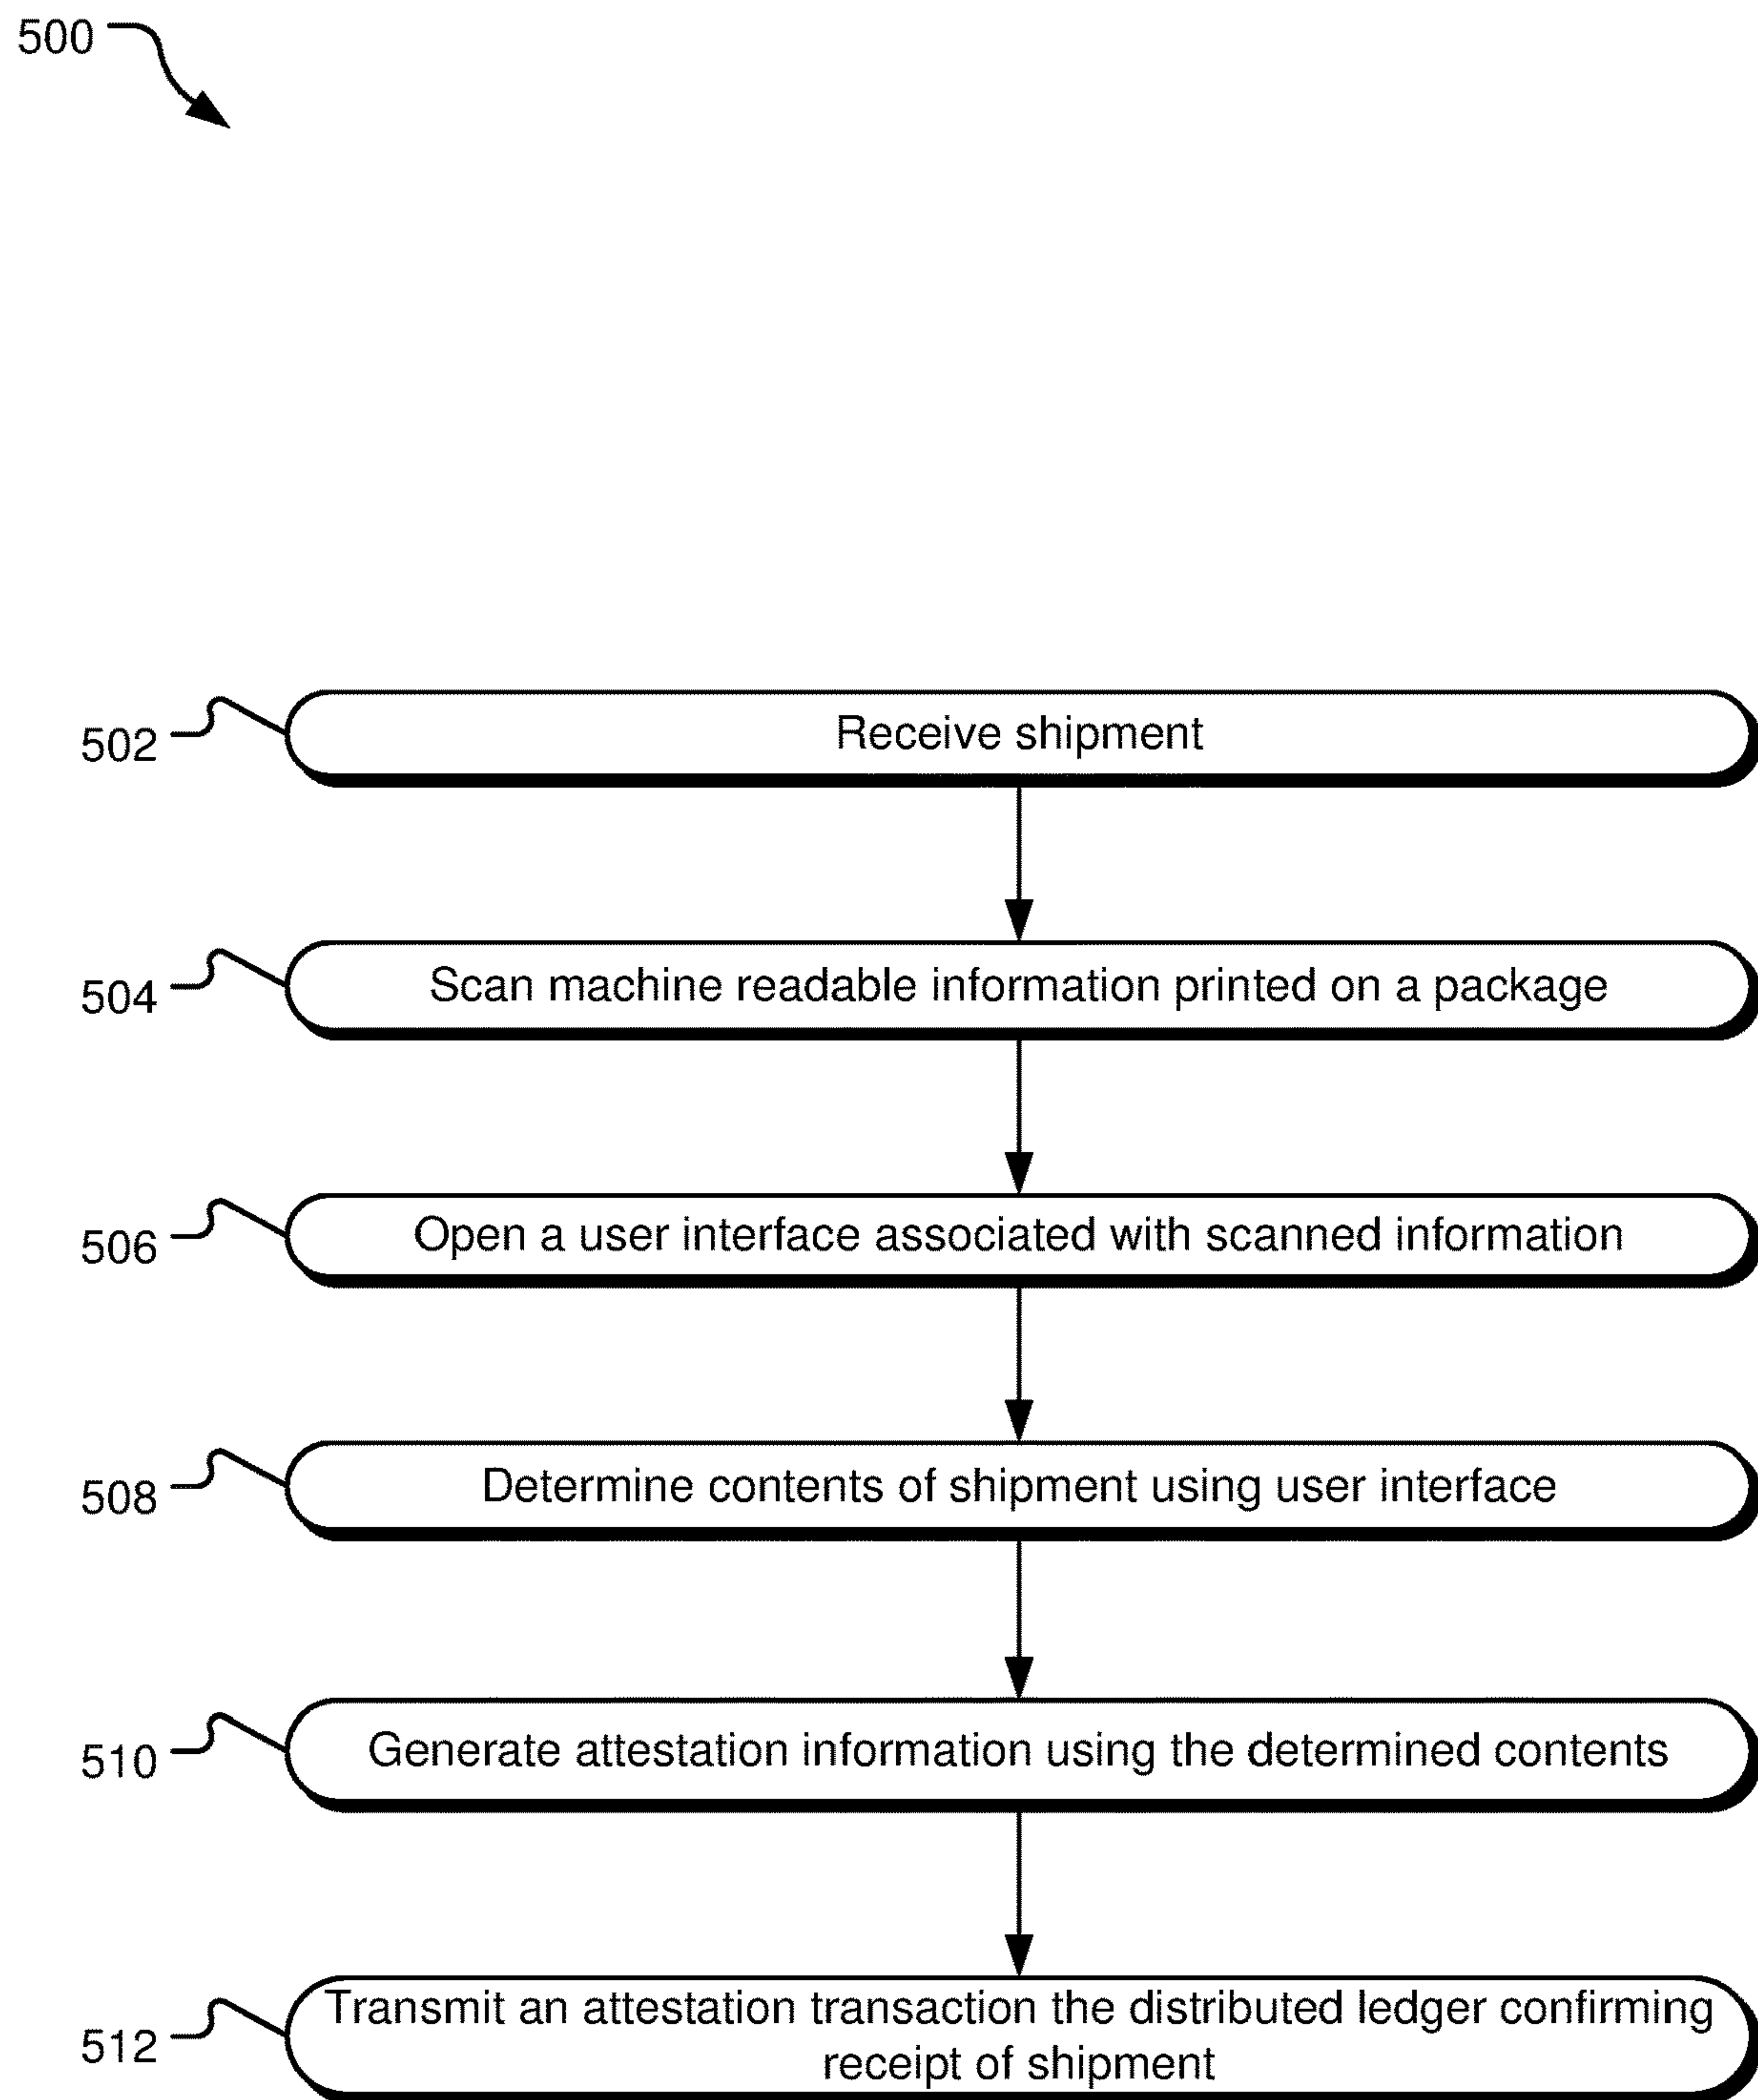 500
502
Receive shipment
504
Scan machine readable information printed on a package
506
Open a user interface associated with scanned information
508
Determine contents of shipment using user interface
510
Generate attestation information using the determined contents
512
Transmit an attestation transaction the distributed ledger confirming
receipt of shipment